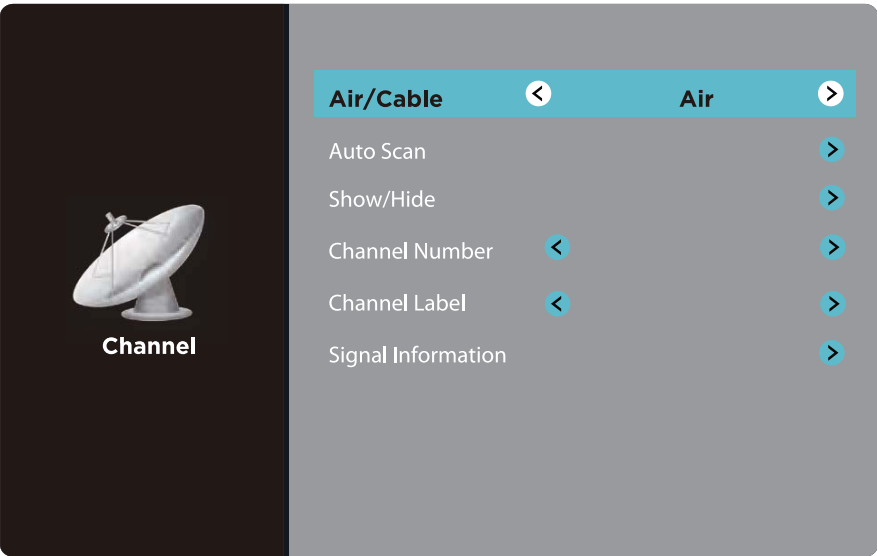 Air/Cable Air
Auto Scan
Show/Hide
Channel Number
Channel Label
Signal Information
Channel